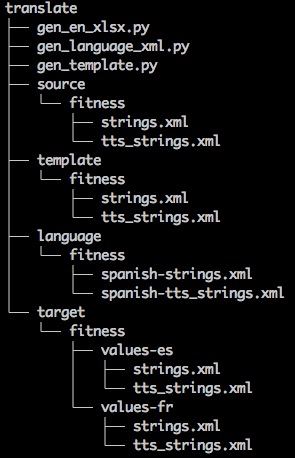 translate
├── gen_en_xlsx.py
├── gen_language_xml.py
├── gen_template.py
├── source
│   └── fitness
│       ├── strings.xml
│       └── tts_strings.xml
├── template
│   └── fitness
│       ├── strings.xml
│       └── tts_strings.xml
├── language
│   └── fitness
│       ├── spanish-strings.xml
│       └── spanish-tts_strings.xml
└── target
    └── fitness
        ├── values-es
        │   ├── strings.xml
        │   └── tts_strings.xml
        └── values-fr
            ├── strings.xml
            └── tts_strings.xml